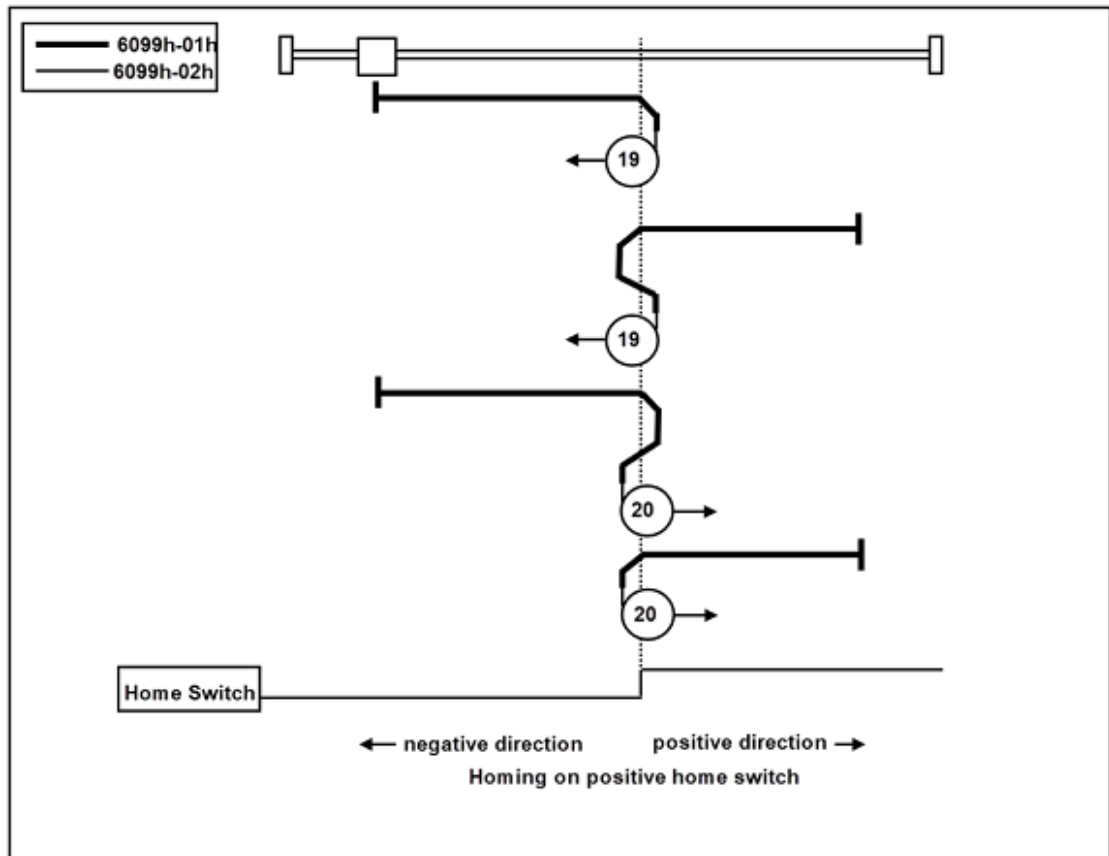 6099h-01h
6099h-02h
19
19
20
20
Home Switch
negative direction positive direction
Homing on positive home switch